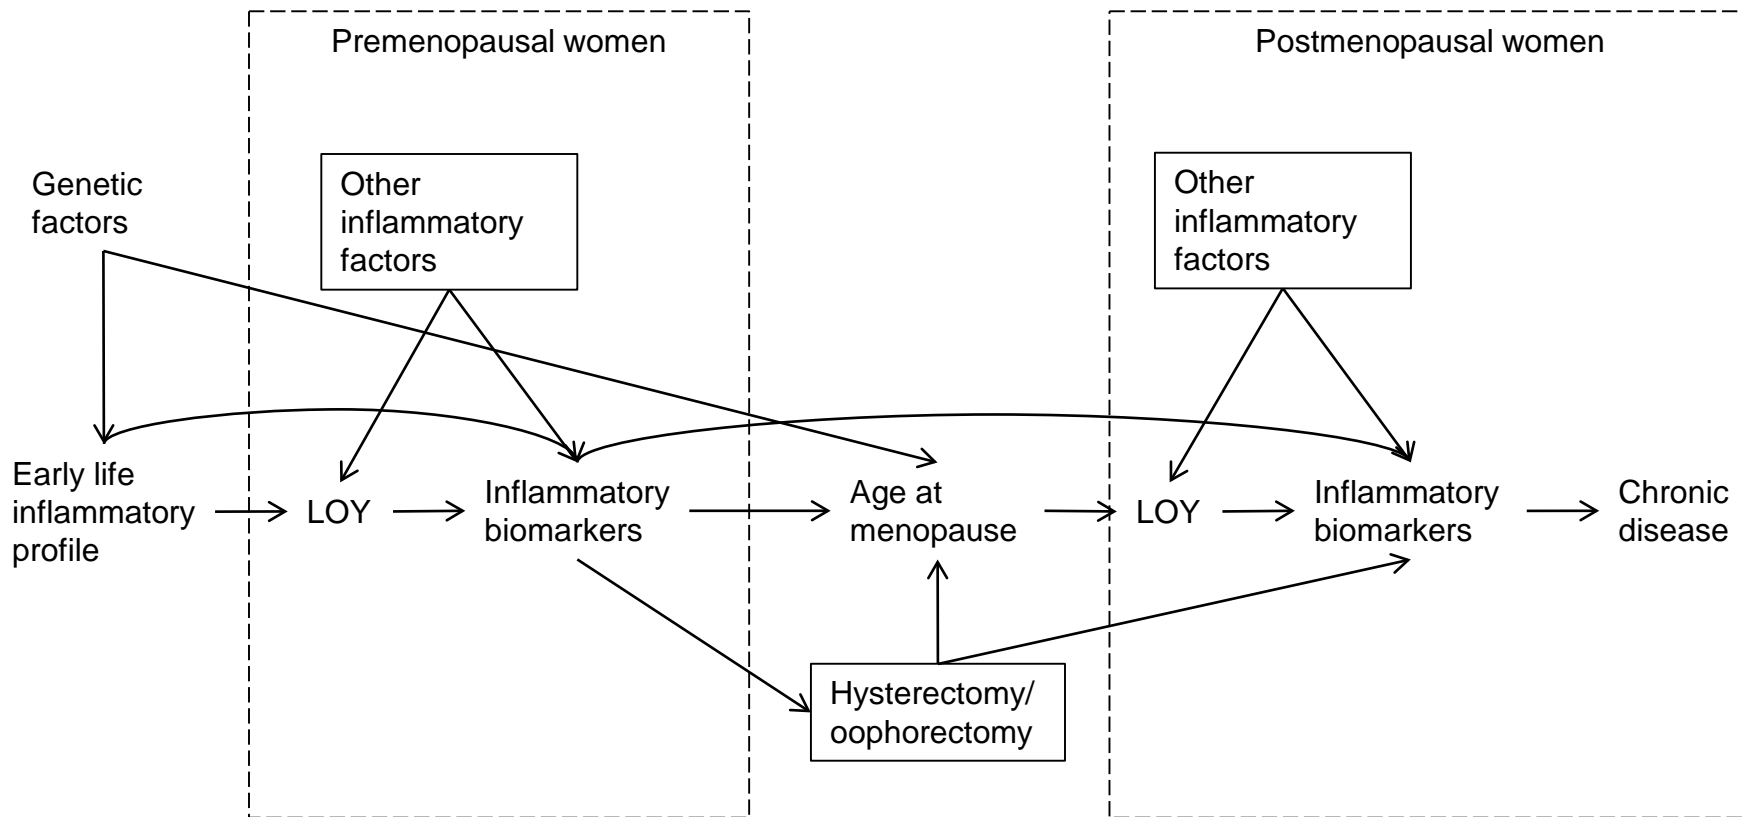 Premenopausal women
Postmenopausal women
Genetic
factors
Other
inflammatory
factors
Other
inflammatory
factors
Early life
inflammatory
profile
LOY
Inflammatory
biomarkers
Age at
menopause
LOY
Inflammatory
biomarkers
Chronic
disease
Hysterectomy/
oophorectomy